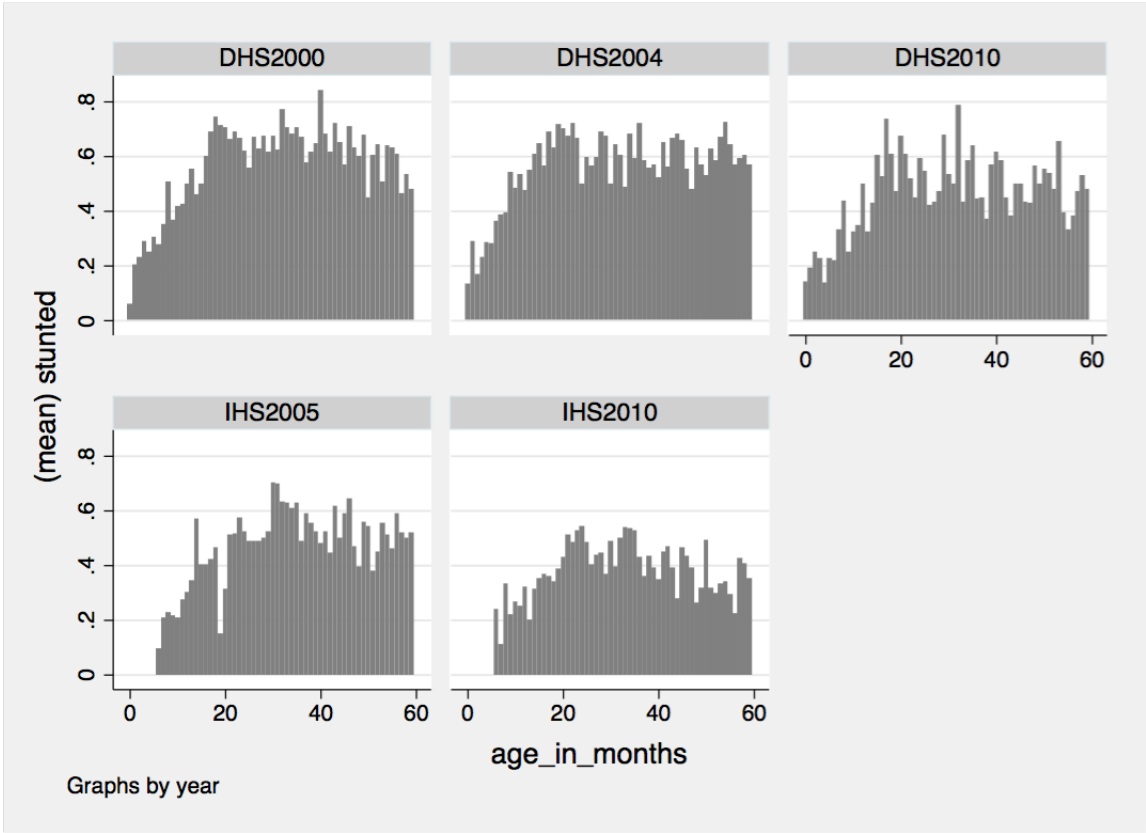 DHS2000 DHS2004 DHS2010
0 .2 .4 .6 .8
0 20 40 60
IHS2005 IHS2010
0 .2 .4 .6 .8
0 20 40 60 0 20 40 60
(mean) stunted
age_in_months
Graphs by year